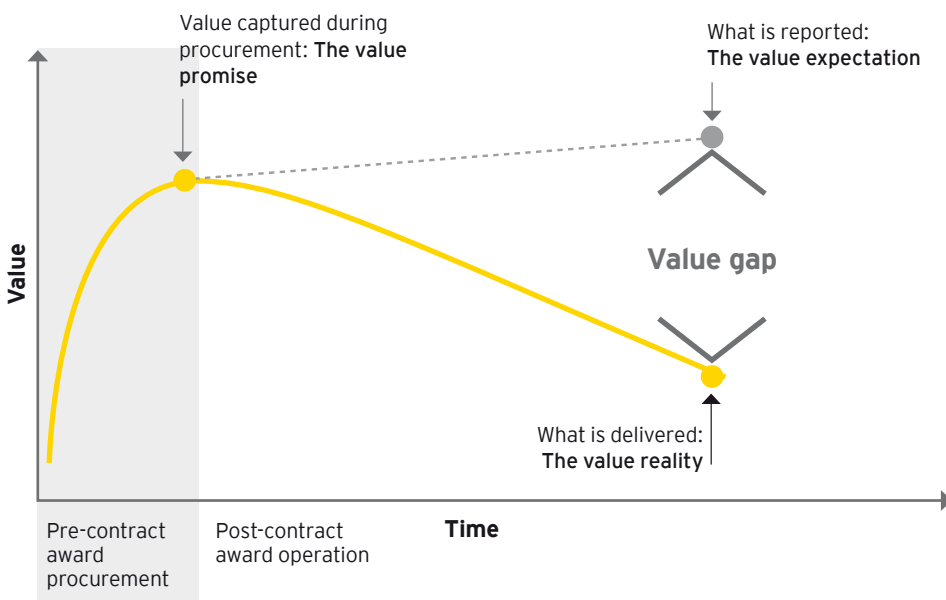 Value captured during
procurement: The value
promise
What is reported:
The value expectation
Value
Value gap
What is delivered:
The value reality
Time
Pre-contract
award
procurement
Post-contract
award operation